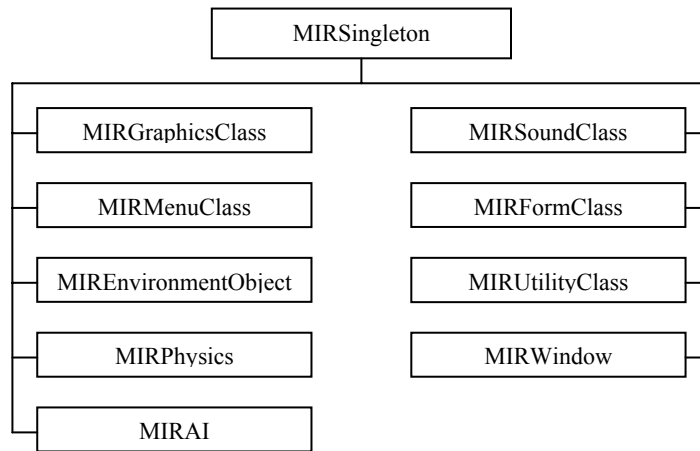 MIRSingleton
MIRGraphicsClass
MIRSoundClass
MIRMenuClass
MIRFormClass
MIREnvironmentObject
MIRUtilityClass
MIRPhysics
MIRWindow
MIRAI